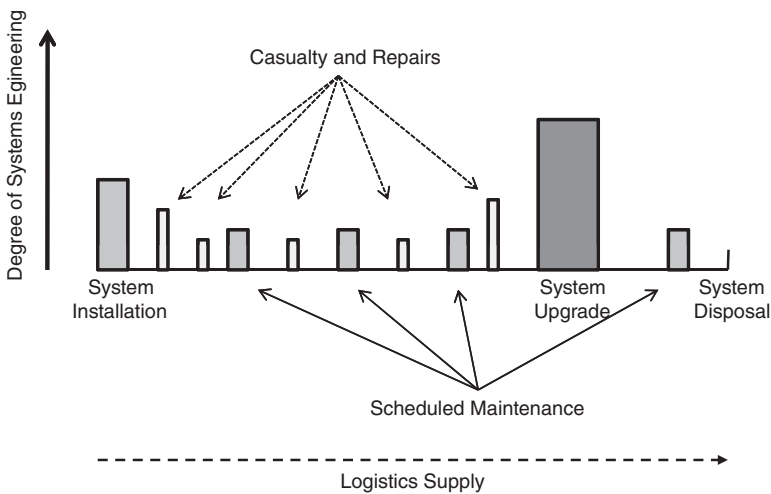 Degree of Systems Egineering
Casualty and Repairs
System
Installation
System
Upgrade
System
Disposal
Scheduled Maintenance
Logistics Supply